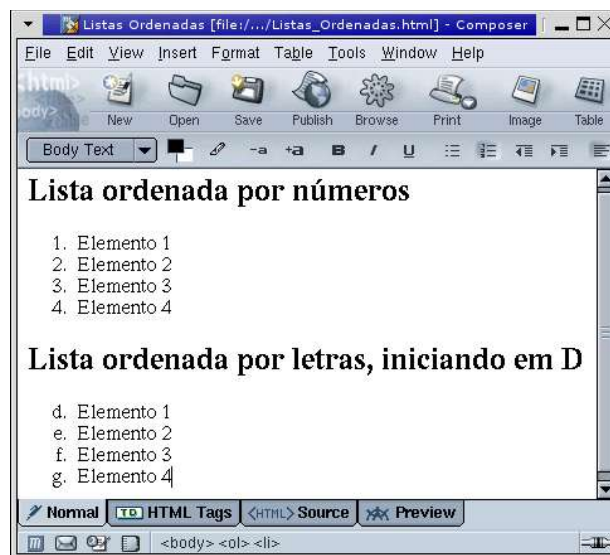 Listas Ordenadas [file:/.../Listas_Ordenadas.html] - Composer
File Edit View Insert Format Table Tools Window Help
New Open Save Publish Browse Print Image Table
Body Text -a +a B I U
Lista ordenada por números
1. Elemento 1
2. Elemento 2
3. Elemento 3
4. Elemento 4
Lista ordenada por letras, iniciando em D
d. Elemento 1
e. Elemento 2
f. Elemento 3
g. Elemento 4
Normal TD HTML Tags <HTML> Source Preview
<body> <ol> <li>